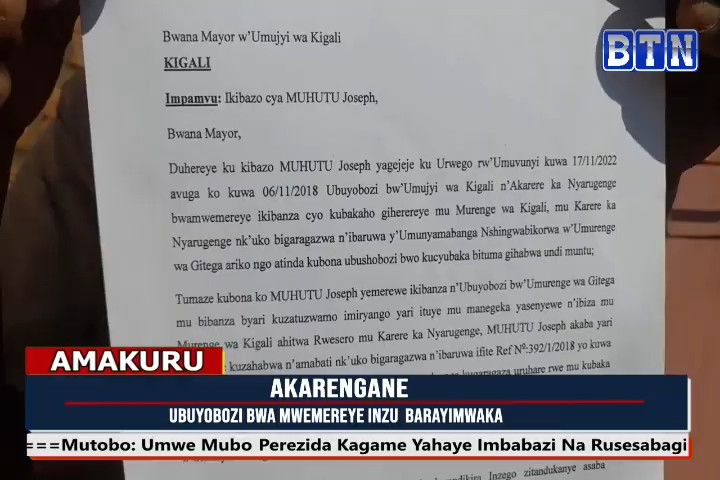 Bwana Mayor w'Umujyi wa Kigali
KIGALI
BTN
Impamvu: Ikibazo cya MUHUTU Joseph,
Bwana Mayor,
Duhereye ku kibazo MUHUTU Joseph yagejeje ku Urwego rw'Umuvunyi kuwa 17/11/2022
avuga ko kuwa 06/11/2018 Ubuyobozi bw'Umujyi wa Kigali n'Akarere ka Nyarugenge
bwamwemereye ikibanza cyo kubakaho giherereye mu Murenge wa Kigali, mu Karere ka
Nyarugenge nk'uko bigaragazwa n'ibaruwa y'Umunyamabanga Nshingwabikorwa w'Umurenge
wa Gitega ariko ngo atinda kubona ubushobozi bwo kucyubaka bituma gihabwa undi muntu;
Tumaze kubona ko MUHUTU Joseph yemerewe ikibanza n'Ubuyobozi bw'Umurenge wa Gitega
mu bibanza byari kuzatuzwamo imiryango yari ituye mu manegeka yasenyewe n'ibiza mu
Murenge wa Kigali ahitwa Rwesero mu Karere ka Nyarugenge, MUHUTU Joseph akaba yari
kuzahabwa n'amabati nk'uko bigaragazwa n'ibaruwa ifite Ref Nº:392/1/2018 yo kuwa
uruhare rwe mu kubaka
AMAKURU
AKARENGANE
UBUYOBOZI BWA MWEMEREYE INZU BARAYIMWAKA
===Mutobo: Umwe Mubo Perezida Kagame Yahaye Imbabazi Na Rusesabagi
Inzego zitandukanye asaba